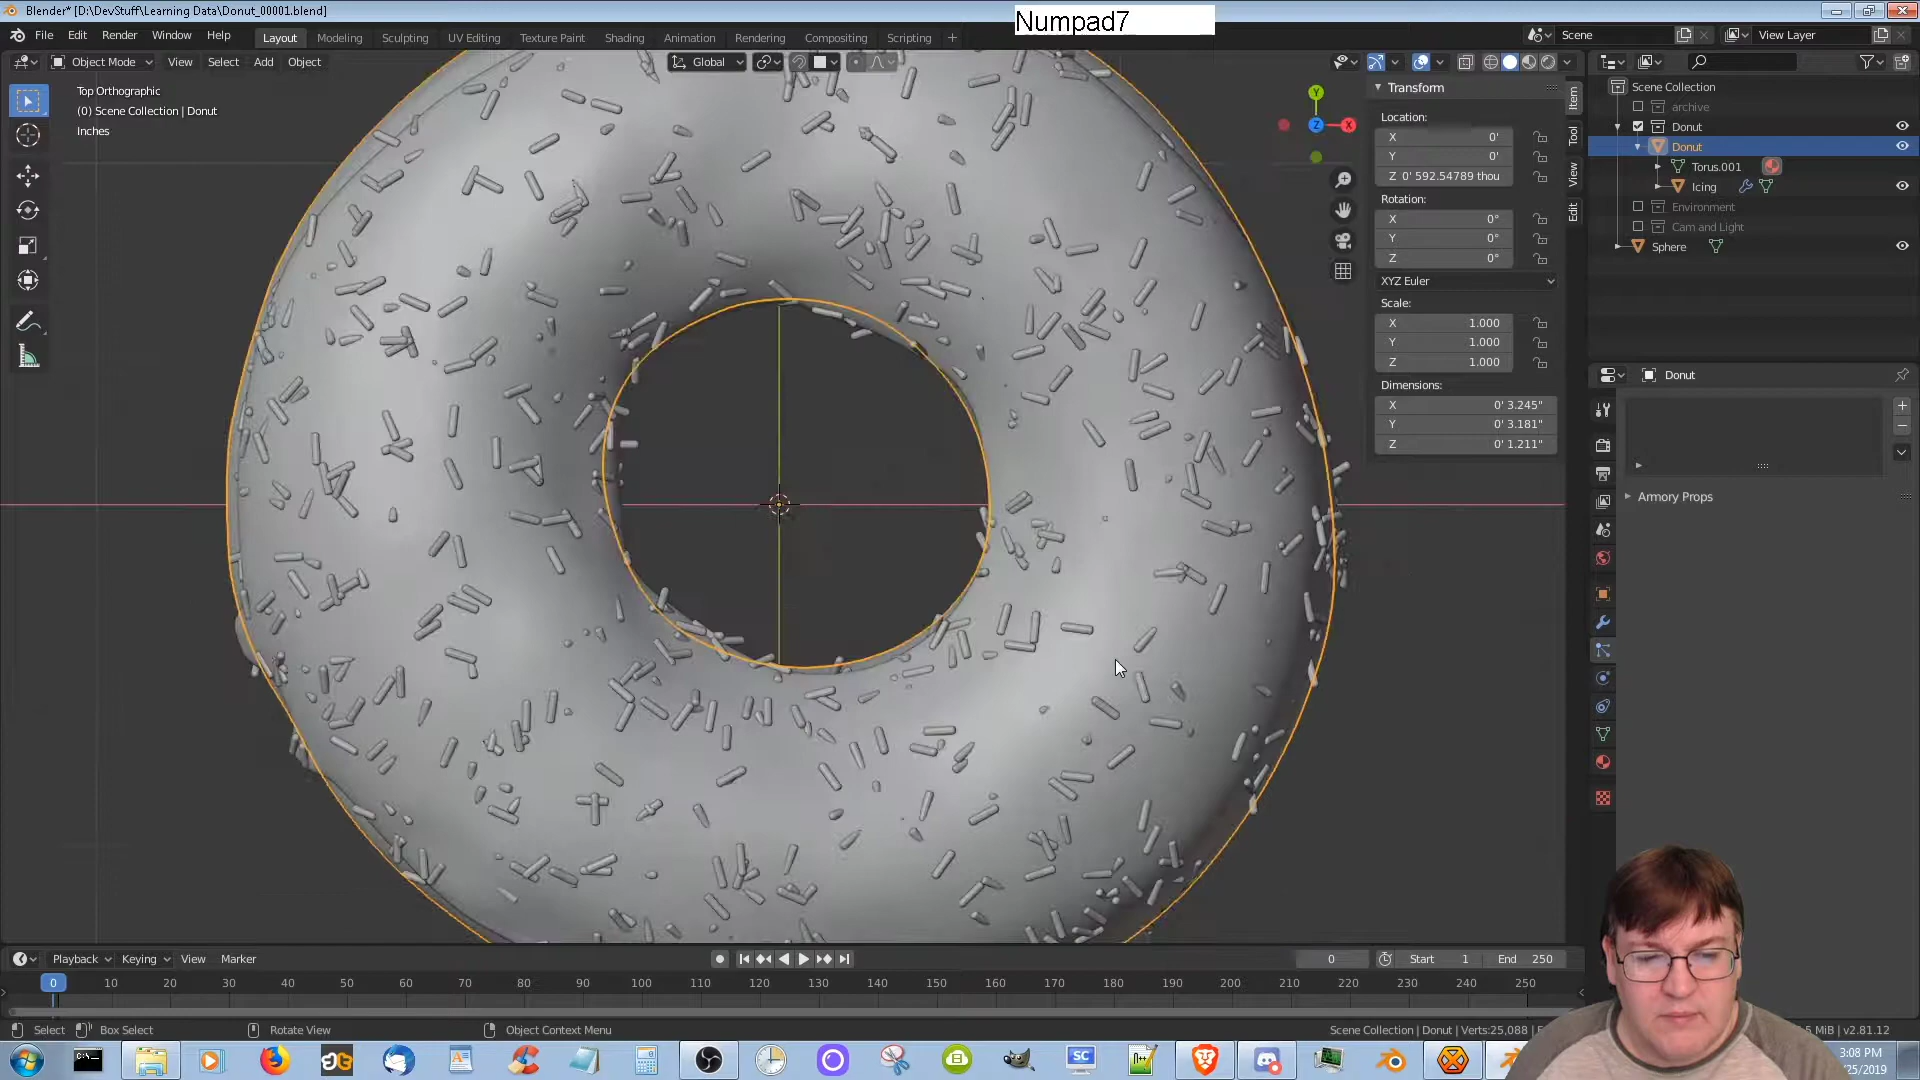 Blender* [D:\DevStuff\Learning Data\Donut_00001.blend]
Numpad7
File Edit Render Window Help
Layout Modeling Sculpting UV Editing Texture Paint Shading Animation Rendering Compositing Scripting +
Scene
View Layer
Object Mode View Select Add Object
Global
Top Orthographic
(0) Scene Collection | Donut
Inches
Y
Z
X
Transform
Location:
X 0'
Y 0'
Z 0' 592.54789 thou
Rotation:
X 0°
Y 0°
Z 0°
XYZ Euler
Scale:
X 1.000
Y 1.000
Z 1.000
Dimensions:
X 0' 3.245"
Y 0' 3.181"
Z 0' 1.211"
Item
Tool
View
Edit
Scene Collection
archive
Donut
Donut
Torus.001
Icing
Environment
Cam and Light
Sphere
Donut
Armory Props
Playback Keying View Marker
0
Start 1
End 250
0 10 20 30 40 50 60 70 80 90 100 110 120 130 140 150 160 170 180 190 200 210 220 230 240 250
Select Box Select Rotate View Object Context Menu
Scene Collection | Donut | Verts:25,088 |
MiB | v2.81.12
SC
3:08 PM
/25/2019